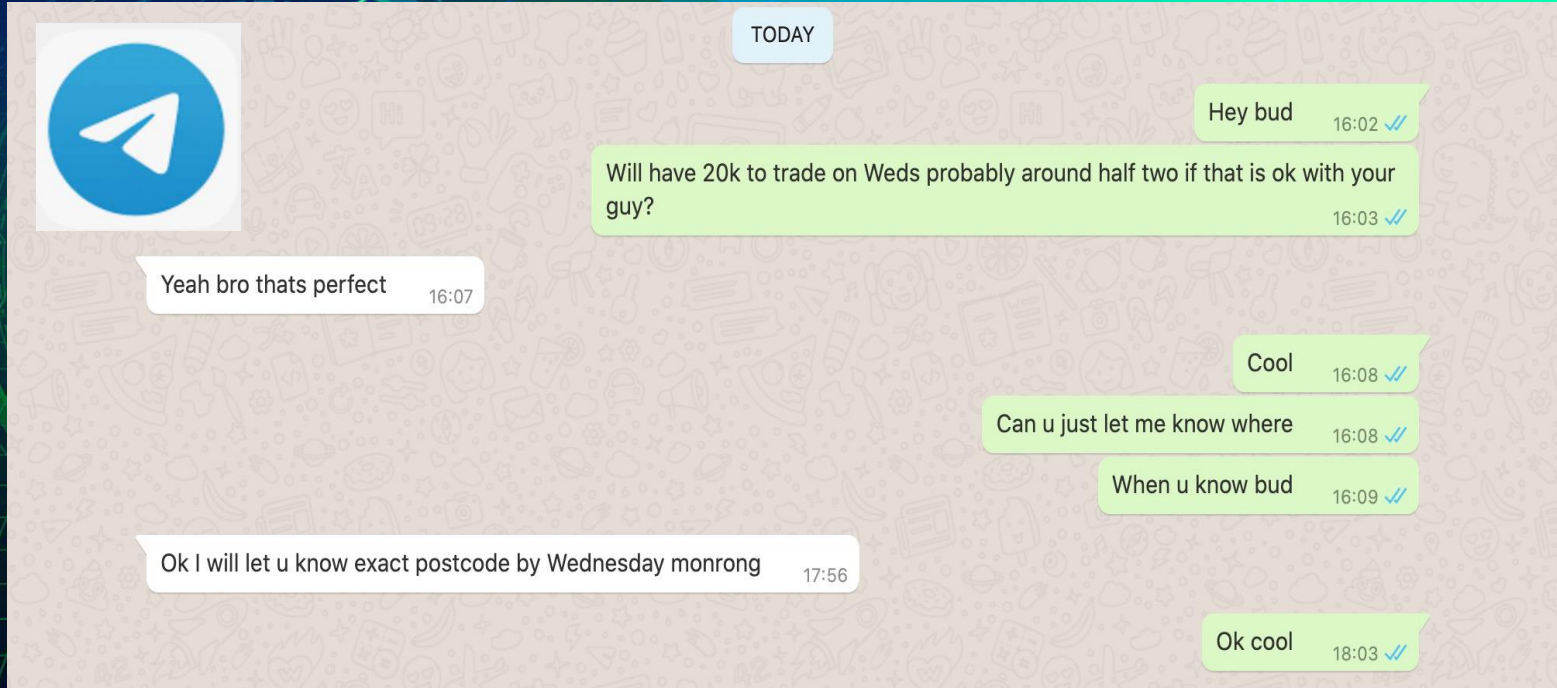 TODAY
Hey bud
16:02
Will have 20k to trade on Weds probably around half two if that is ok with your
guy?
16:03
Yeah bro thats perfect
16:07
Cool
16:08
Can u just let me know where
16:08
When u know bud
16:09
Ok I will let u know exact postcode by Wednesday monrong
17:56
Ok cool
18:03